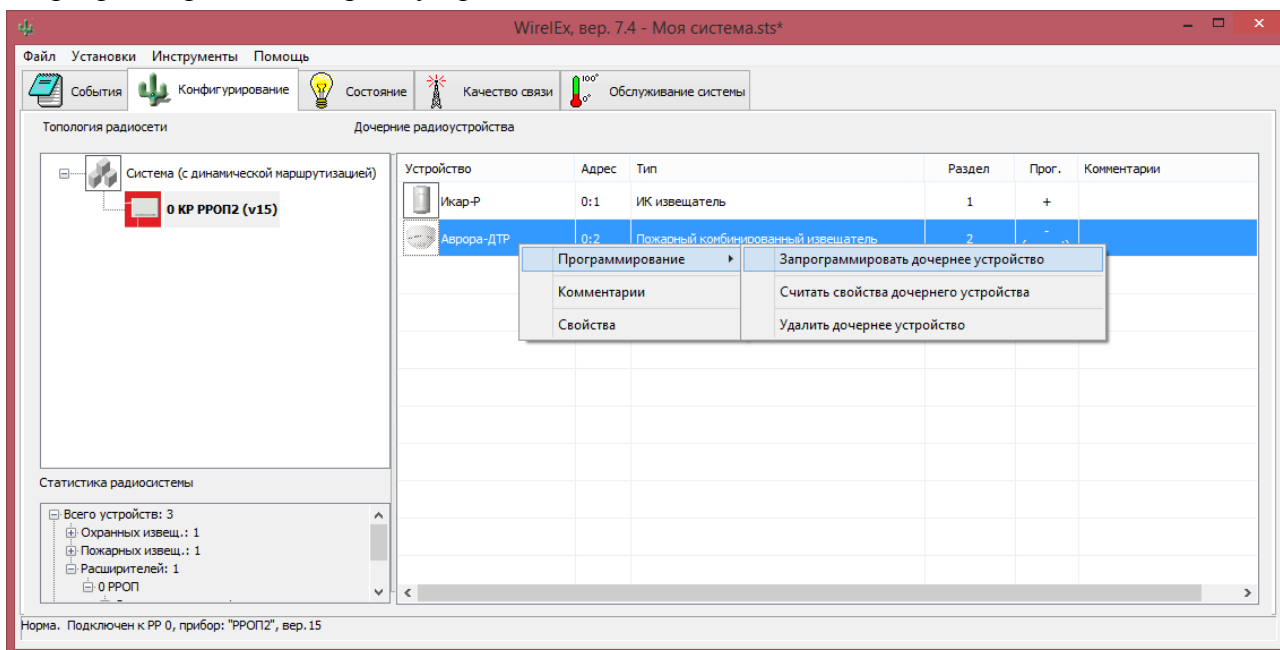 WirelEx, вер. 7.4 - Моя система.sts*
Файл Установки Инструменты Помощь
События Конфигурирование Состояние Качество связи 100° 0° Обслуживание системы
Топология радиосети Дочерние радиоустройства
Система (с динамической маршрутизацией)
0 КР РРОП2 (v15)
Устройство Адрес Тип Раздел Прог. Комментарии
Икар-Р 0:1 ИК извещатель 1 +
Аврора-ДТР 0:2 Пожарный комбинированный извещатель 2 -
Программирование
Комментарии
Свойства
Запрограммировать дочернее устройство
Считать свойства дочернего устройства
Удалить дочернее устройство
Статистика радиосистемы
Всего устройств: 3
Охранных извещ.: 1
Пожарных извещ.: 1
Расширителей: 1
0 РРОП
Норма. Подключен к РР 0, прибор: "РРОП2", вер.15